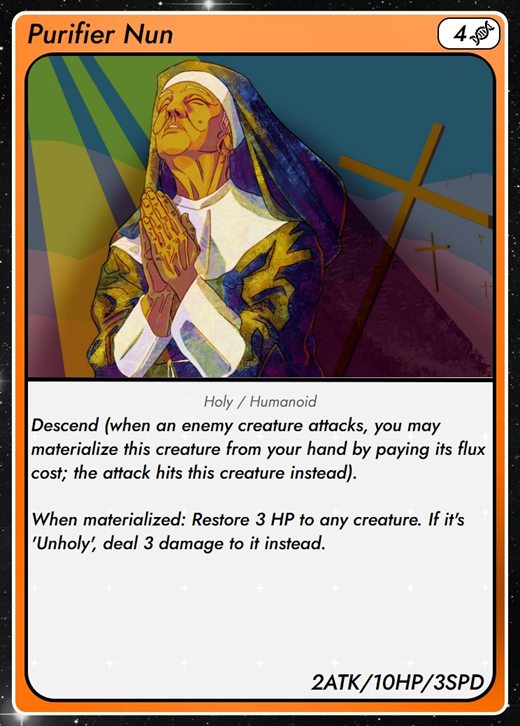 Purifier Nun
4
Holy / Humanoid
Descend (when an enemy creature attacks, you may
materialize this creature from your hand by paying its flux
cost; the attack hits this creature instead).
When materialized: Restore 3 HP to any creature. If it's
'Unholy', deal 3 damage to it instead.
2ATK/10HP/3SPD